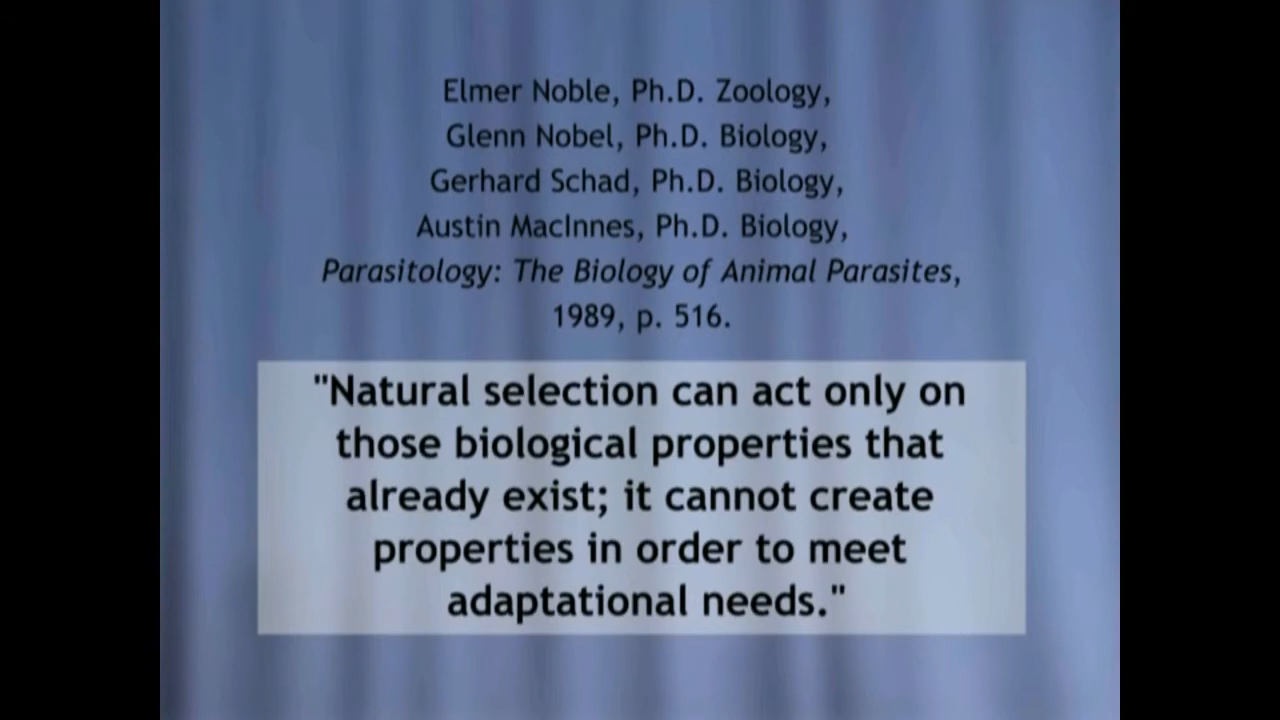 Elmer Noble, Ph.D. Zoology,
Glenn Nobel, Ph.D. Biology,
Gerhard Schad, Ph.D. Biology,
Austin MacInnes, Ph.D. Biology,
Parasitology: The Biology of Animal Parasites,
1989, p. 516.
"Natural selection can act only on
those biological properties that
already exist; it cannot create
properties in order to meet
adaptational needs."